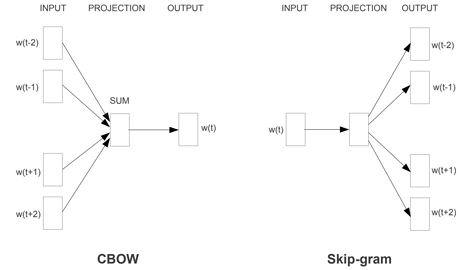 INPUT PROJECTION OUTPUT
w(t-2)
w(t-1)
SUM
w(t)
w(t+1)
w(t+2)
CBOW
INPUT PROJECTION OUTPUT
w(t-2)
w(t-1)
w(t)
w(t+1)
w(t+2)
Skip-gram